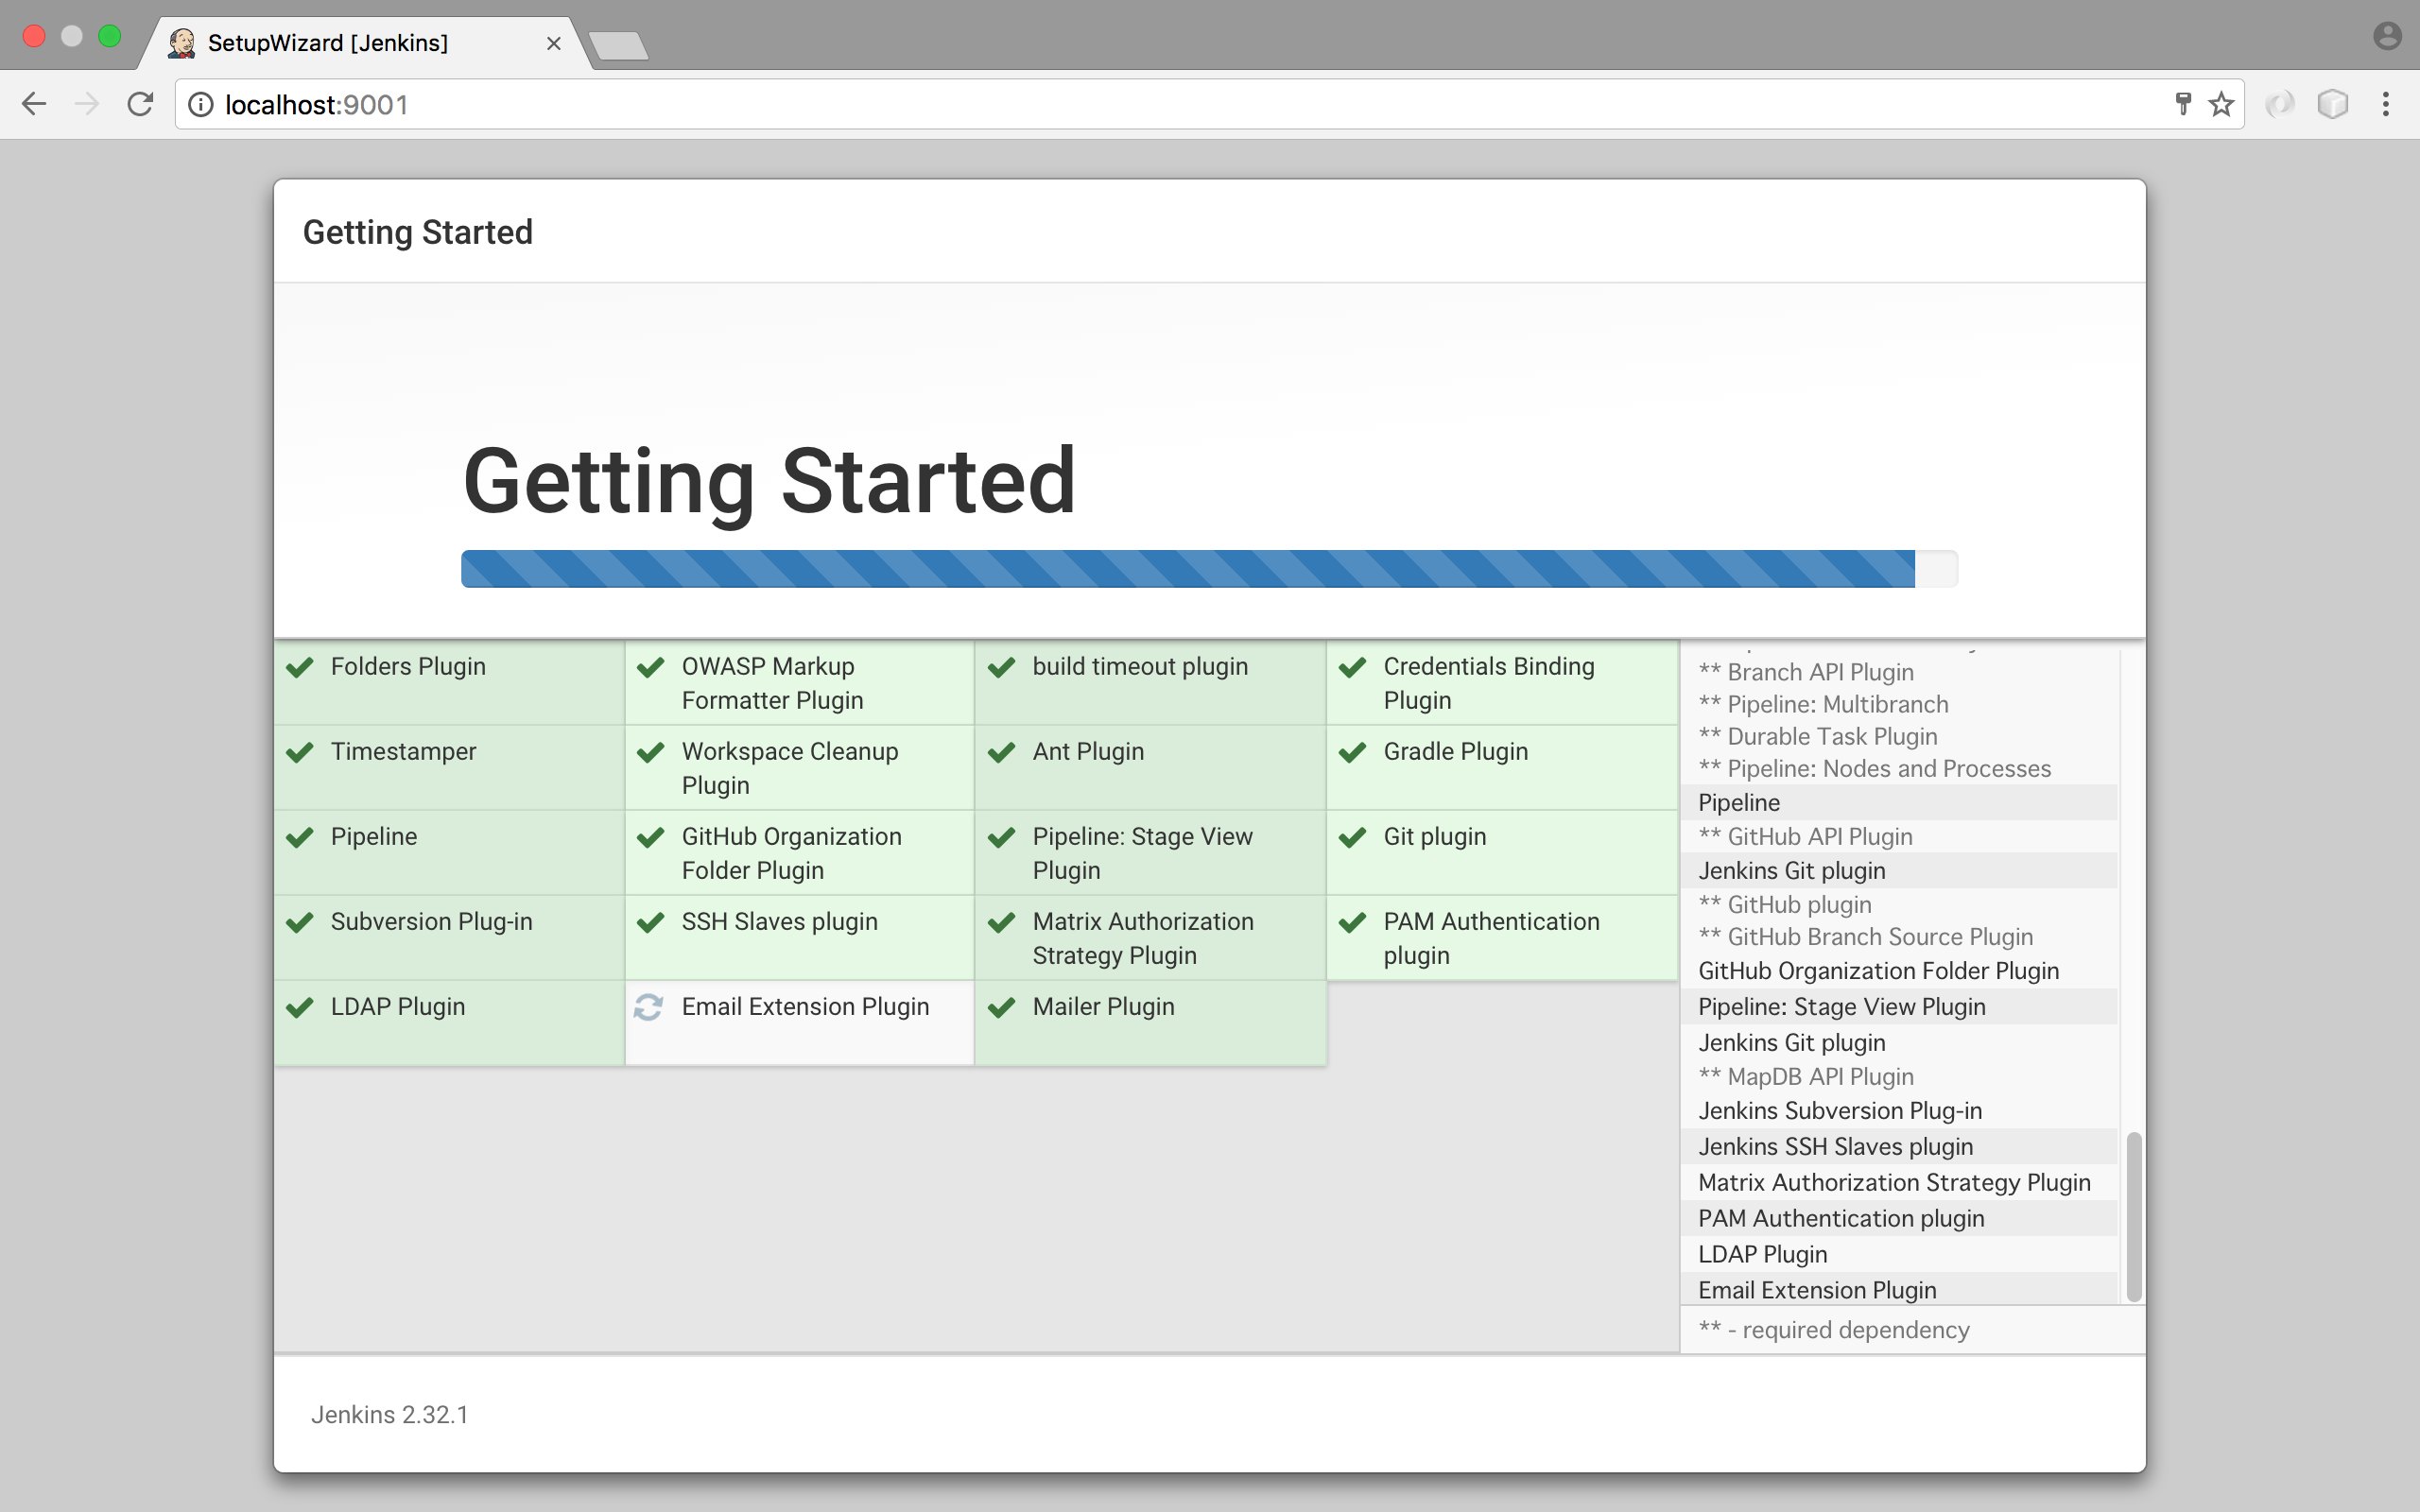 SetupWizard [Jenkins]
localhost:9001
Getting Started
Getting Started
Folders Plugin
OWASP Markup
Formatter Plugin
build timeout plugin
Credentials Binding
Plugin
Timestamper
Workspace Cleanup
Plugin
Ant Plugin
Gradle Plugin
Pipeline
GitHub Organization
Folder Plugin
Pipeline: Stage View
Plugin
Git plugin
Subversion Plug-in
SSH Slaves plugin
Matrix Authorization
Strategy Plugin
PAM Authentication
plugin
LDAP Plugin
Email Extension Plugin
Mailer Plugin
** Branch API Plugin
** Pipeline: Multibranch
** Durable Task Plugin
** Pipeline: Nodes and Processes
Pipeline
** GitHub API Plugin
Jenkins Git plugin
** GitHub plugin
** GitHub Branch Source Plugin
GitHub Organization Folder Plugin
Pipeline: Stage View Plugin
Jenkins Git plugin
** MapDB API Plugin
Jenkins Subversion Plug-in
Jenkins SSH Slaves plugin
Matrix Authorization Strategy Plugin
PAM Authentication plugin
LDAP Plugin
Email Extension Plugin
** - required dependency
Jenkins 2.32.1